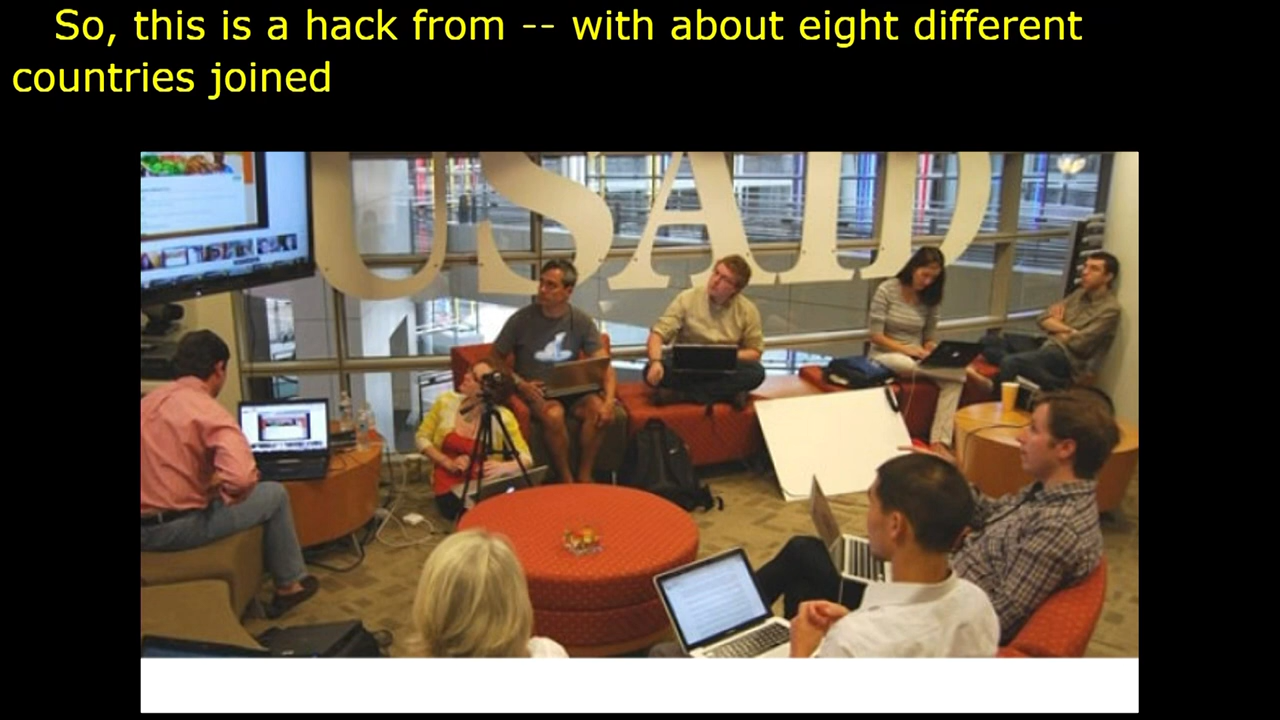 So, this is a hack from -- with about eight different
countries joined
USAID